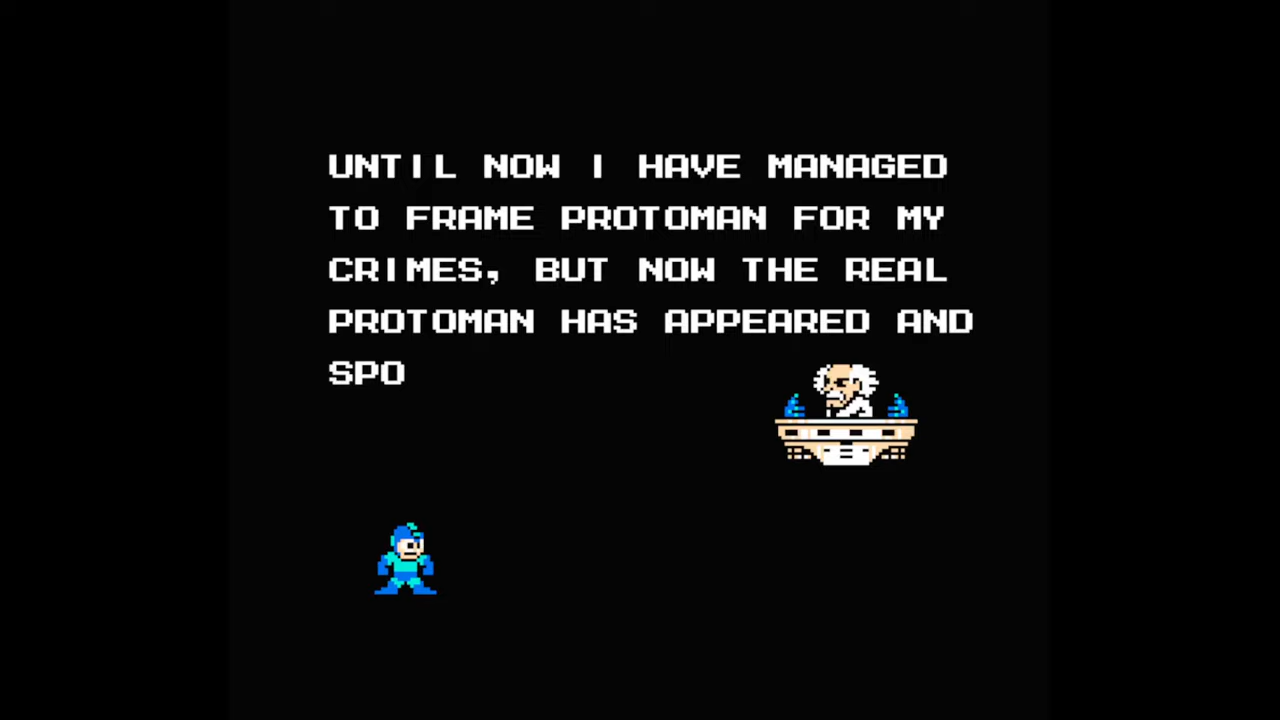 UNTIL NOW I HAVE MANAGED
TO FRAME PROTOMAN FOR MY
CRIMES, BUT NOW THE REAL
PROTOMAN HAS APPEARED AND
SPO